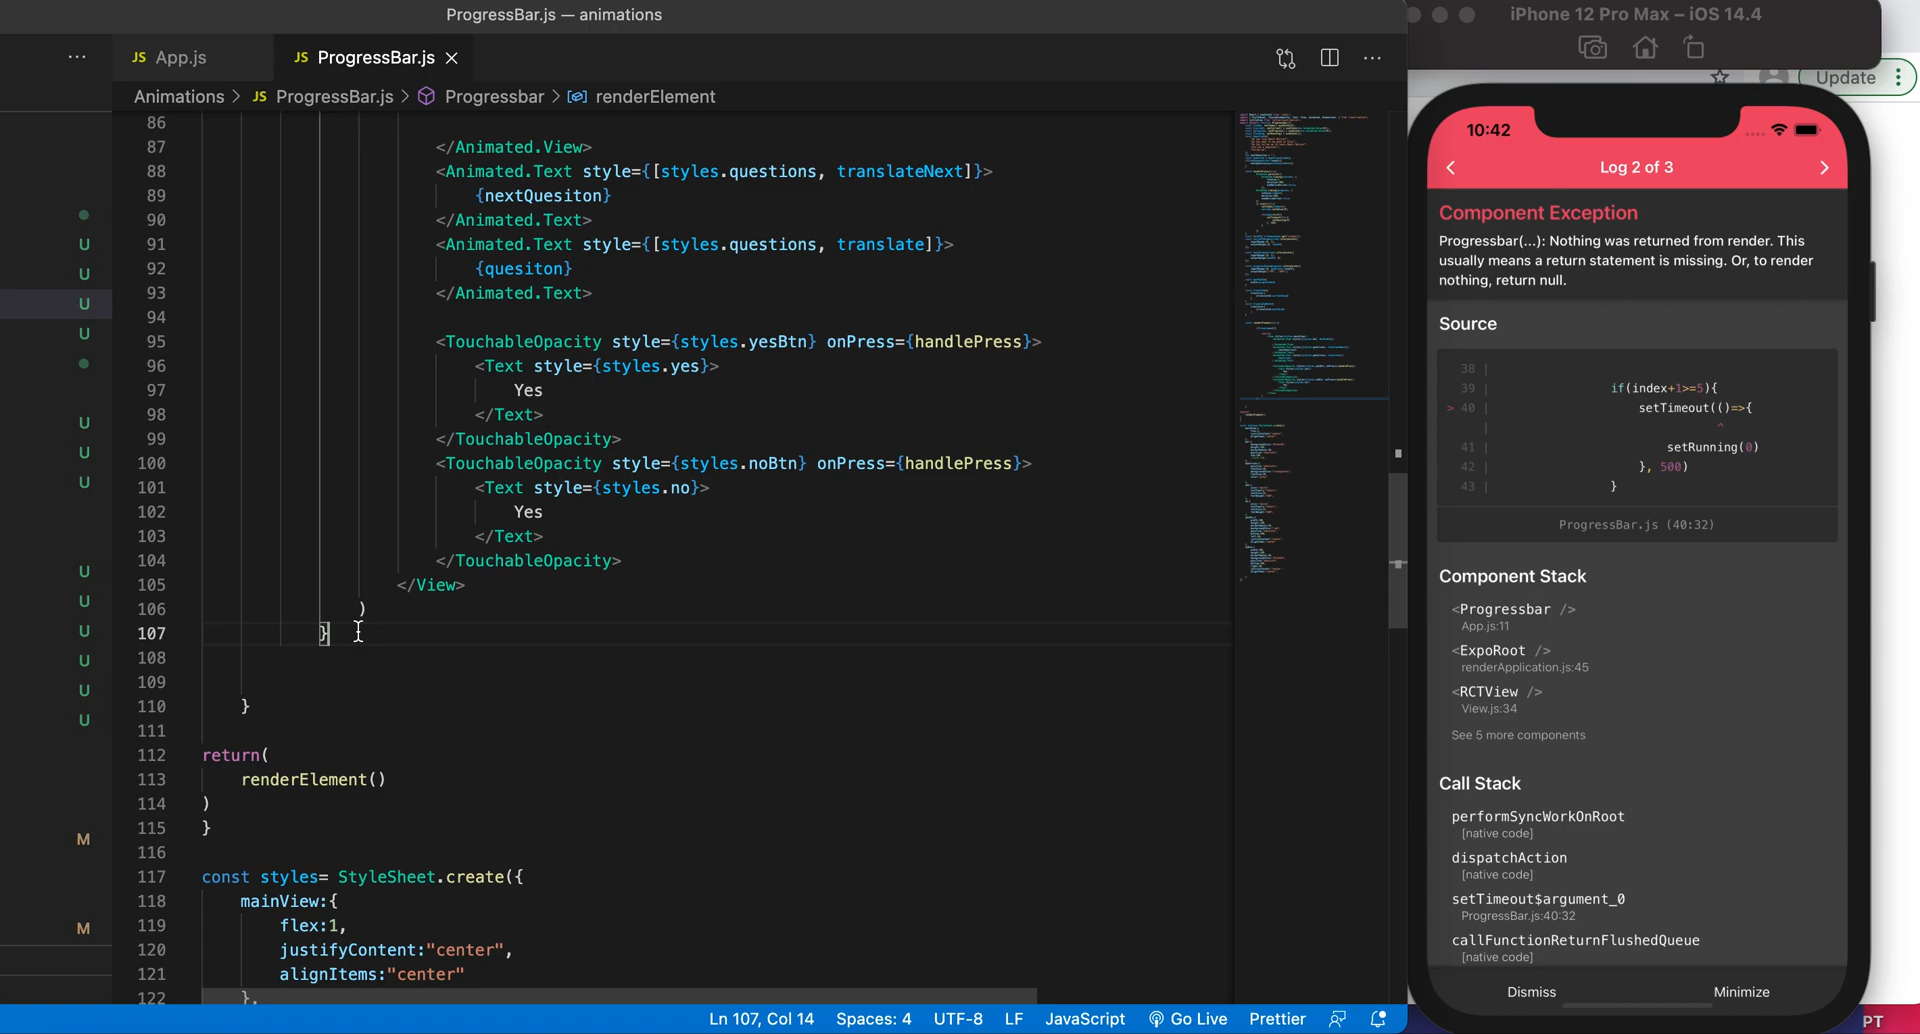 ProgressBar.js — animations
JS App.js
JS ProgressBar.js
Animations > JS ProgressBar.js > Progressbar > renderElement
86
87 </Animated.View>
88 <Animated.Text style={[styles.questions, translateNext]}>
89 {nextQuesiton}
90 </Animated.Text>
91 <Animated.Text style={[styles.questions, translate]}>
92 {quesiton}
93 </Animated.Text>
94
95 <TouchableOpacity style={styles.yesBtn} onPress={handlePress}>
96 <Text style={styles.yes}>
97 Yes
98 </Text>
99 </TouchableOpacity>
100 <TouchableOpacity style={styles.noBtn} onPress={handlePress}>
101 <Text style={styles.no}>
102 Yes
103 </Text>
104 </TouchableOpacity>
105 </View>
106 )
107 }
108
109
110 }
111
112 return(
113 renderElement()
114 )
115 }
116
117 const styles= StyleSheet.create({
118 mainView:{
119 flex:1,
120 justifyContent:"center",
121 alignItems:"center"
122 },
U
U
U
U
U
U
U
U
U
U
U
U
U
M
M
Ln 107, Col 14 Spaces: 4 UTF-8 LF JavaScript Go Live Prettier
iPhone 12 Pro Max – iOS 14.4
Update
10:42
Log 2 of 3
Component Exception
Progressbar(...): Nothing was returned from render. This
usually means a return statement is missing. Or, to render
nothing, return null.
Source
38 |
39 | if(index+1>=5){
> 40 | setTimeout(()=>{
| ^
41 | setRunning(0)
42 | }, 500)
43 | }
ProgressBar.js (40:32)
Component Stack
<Progressbar />
App.js:11
<ExpoRoot />
renderApplication.js:45
<RCTView />
View.js:34
See 5 more components
Call Stack
performSyncWorkOnRoot
[native code]
dispatchAction
[native code]
setTimeout$argument_0
ProgressBar.js:40:32
callFunctionReturnFlushedQueue
[native code]
Dismiss
Minimize
PT